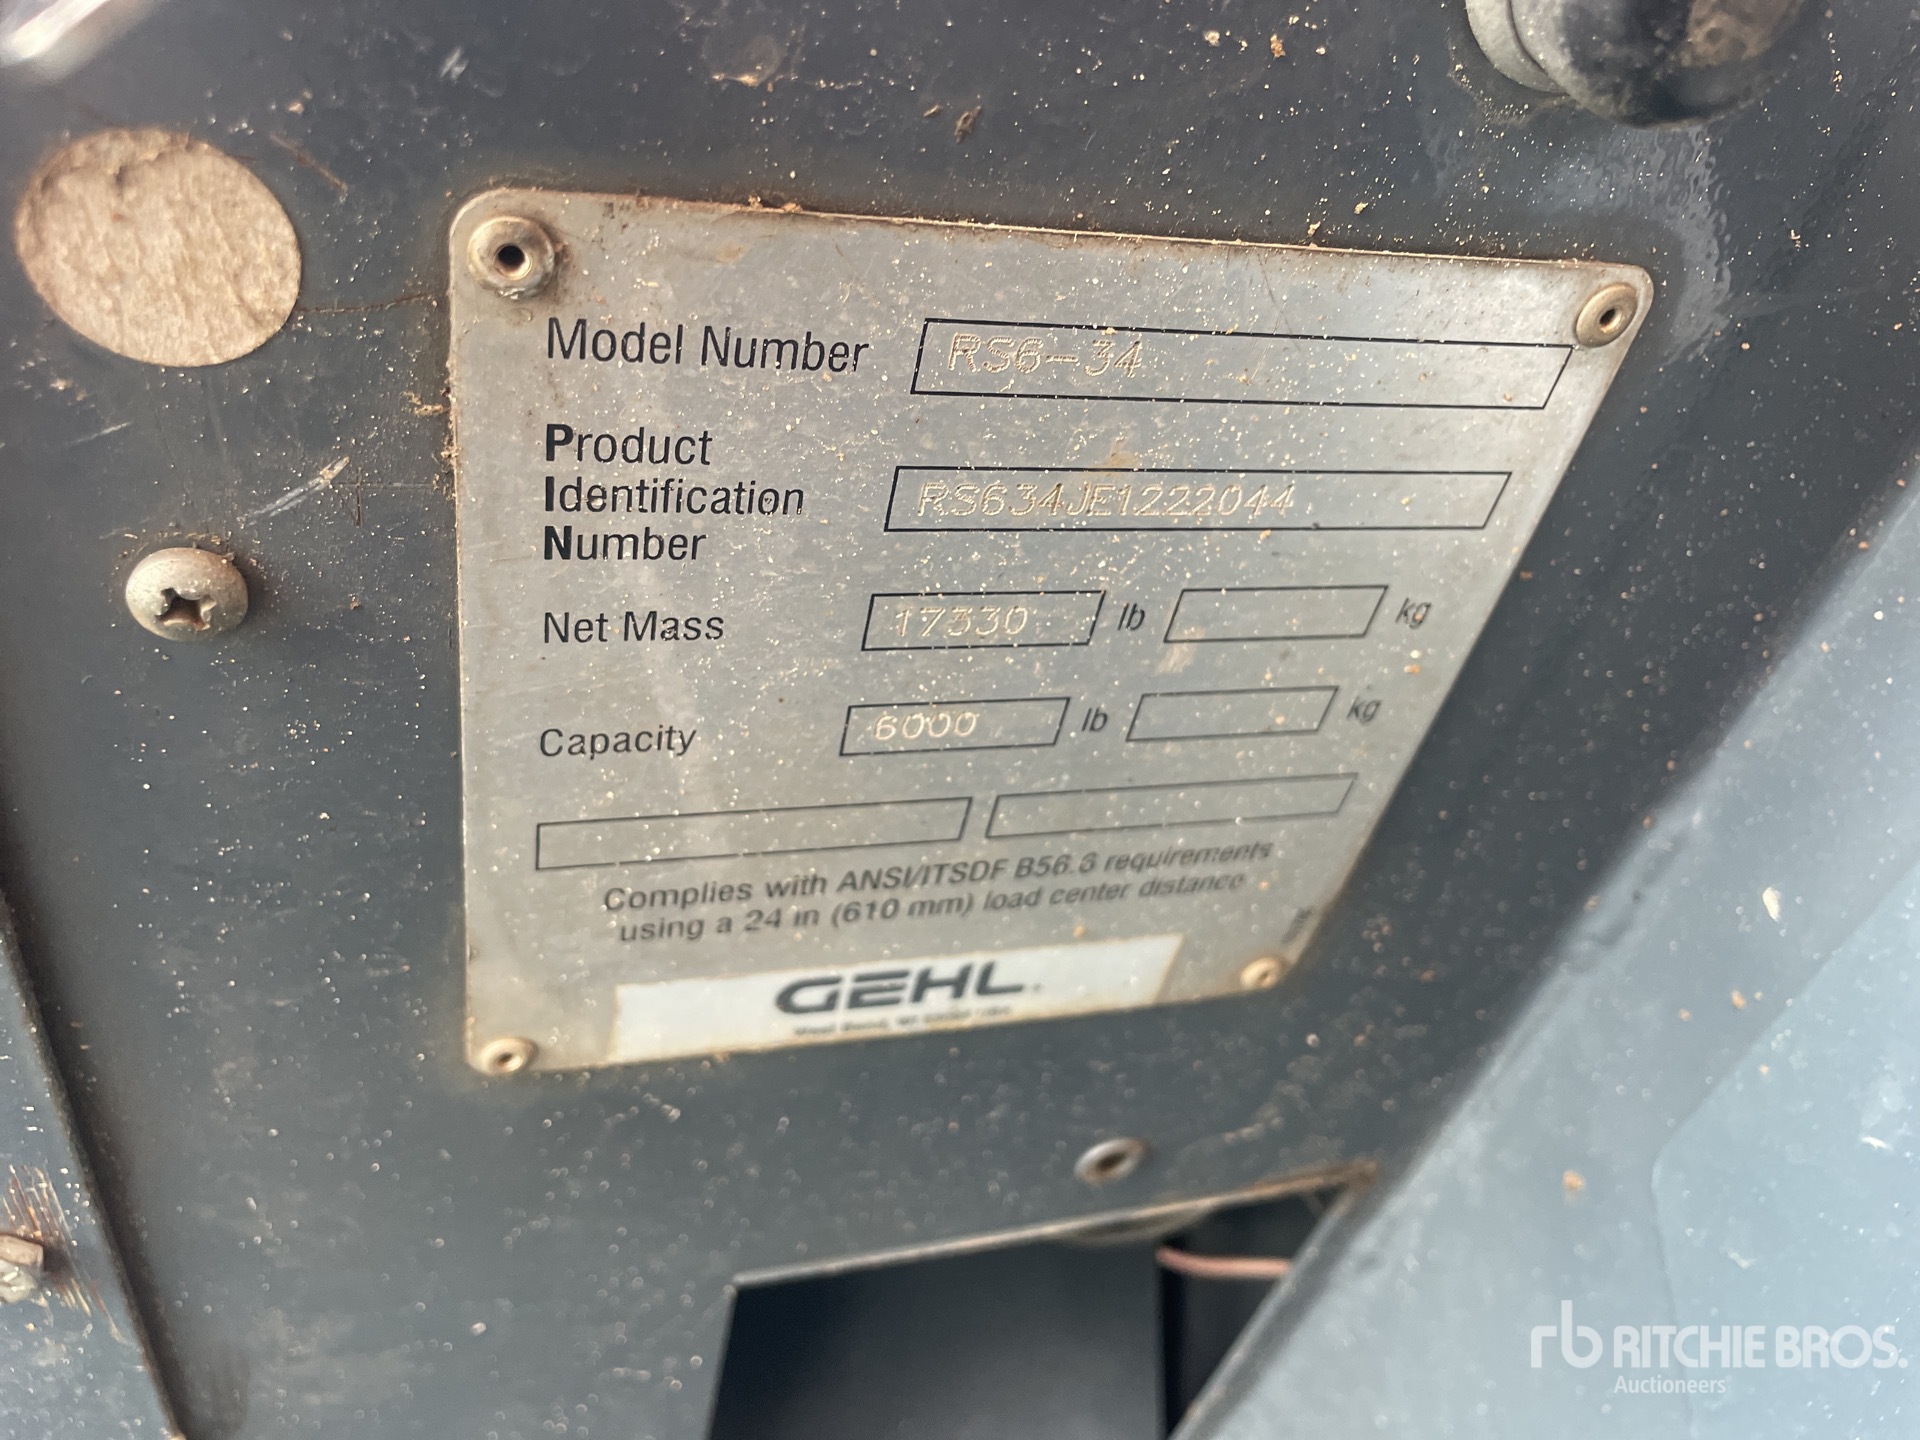 Model Number RS6-34
Product
Identification RS634JE1222044
Number
Net Mass 17330 lb kg
Capacity 6000 lb kg
Complies with ANSI/ITSDF B56.6 requirements
using a 24 in (610 mm) load center distance
GEHL
rb RITCHIE BROS.
Auctioneers